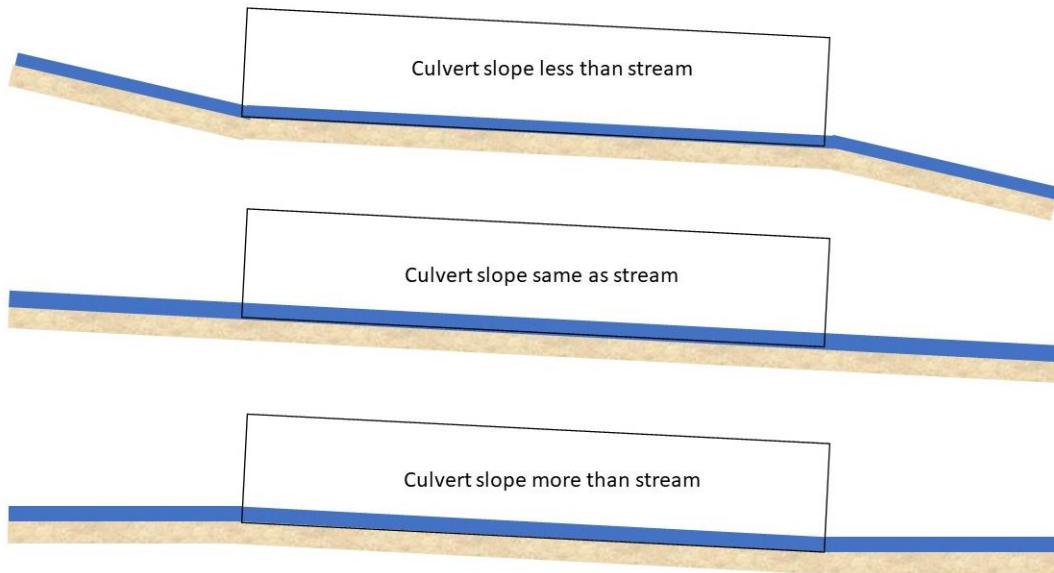 Culvert slope less than stream
Culvert slope same as stream
Culvert slope more than stream